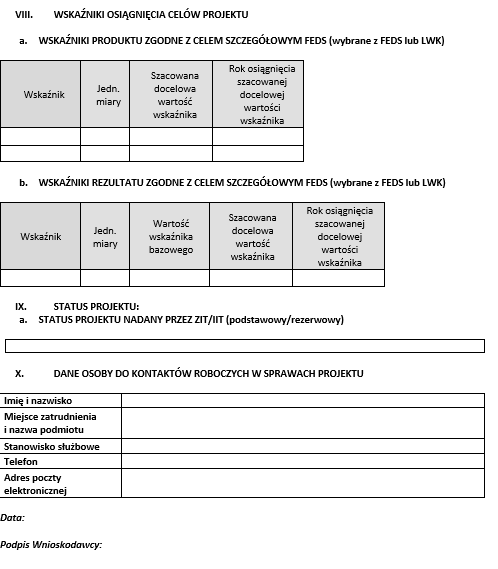 VIII. WSKAŹNIKI OSIĄGNIĘCIA CELÓW PROJEKTU
a. WSKAŹNIKI PRODUKTU ZGODNE Z CELEM SZCZEGÓŁOWYM FEDS (wybrane z FEDS lub LWK)
Wskaźnik
Jedn.
miary
Szacowana
docelowa
wartość
wskaźnika
Rok osiągnięcia
szacowanej
docelowej
wartości
wskaźnika
b. WSKAŹNIKI REZULTATU ZGODNE Z CELEM SZCZEGÓŁOWYM FEDS (wybrane z FEDS lub LWK)
Wskaźnik
Jedn.
miary
Wartość
wskaźnika
bazowego
Szacowana
docelowa
wartość
wskaźnika
Rok osiągnięcia
szacowanej
docelowej
wartości
wskaźnika
IX. STATUS PROJEKTU:
a. STATUS PROJEKTU NADANY PRZEZ ZIT/IIT (podstawowy/rezerwowy)
X. DANE OSOBY DO KONTAKTÓW ROBOCZYCH W SPRAWACH PROJEKTU
Imię i nazwisko
Miejsce zatrudnienia
i nazwa podmiotu
Stanowisko służbowe
Telefon
Adres poczty
elektronicznej
Data:
Podpis Wnioskodawcy: